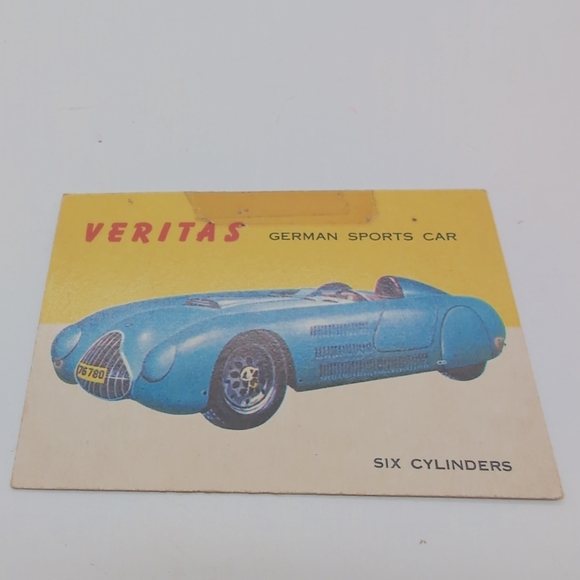 VERITAS GERMAN SPORTS CAR
76780
SIX CYLINDERS